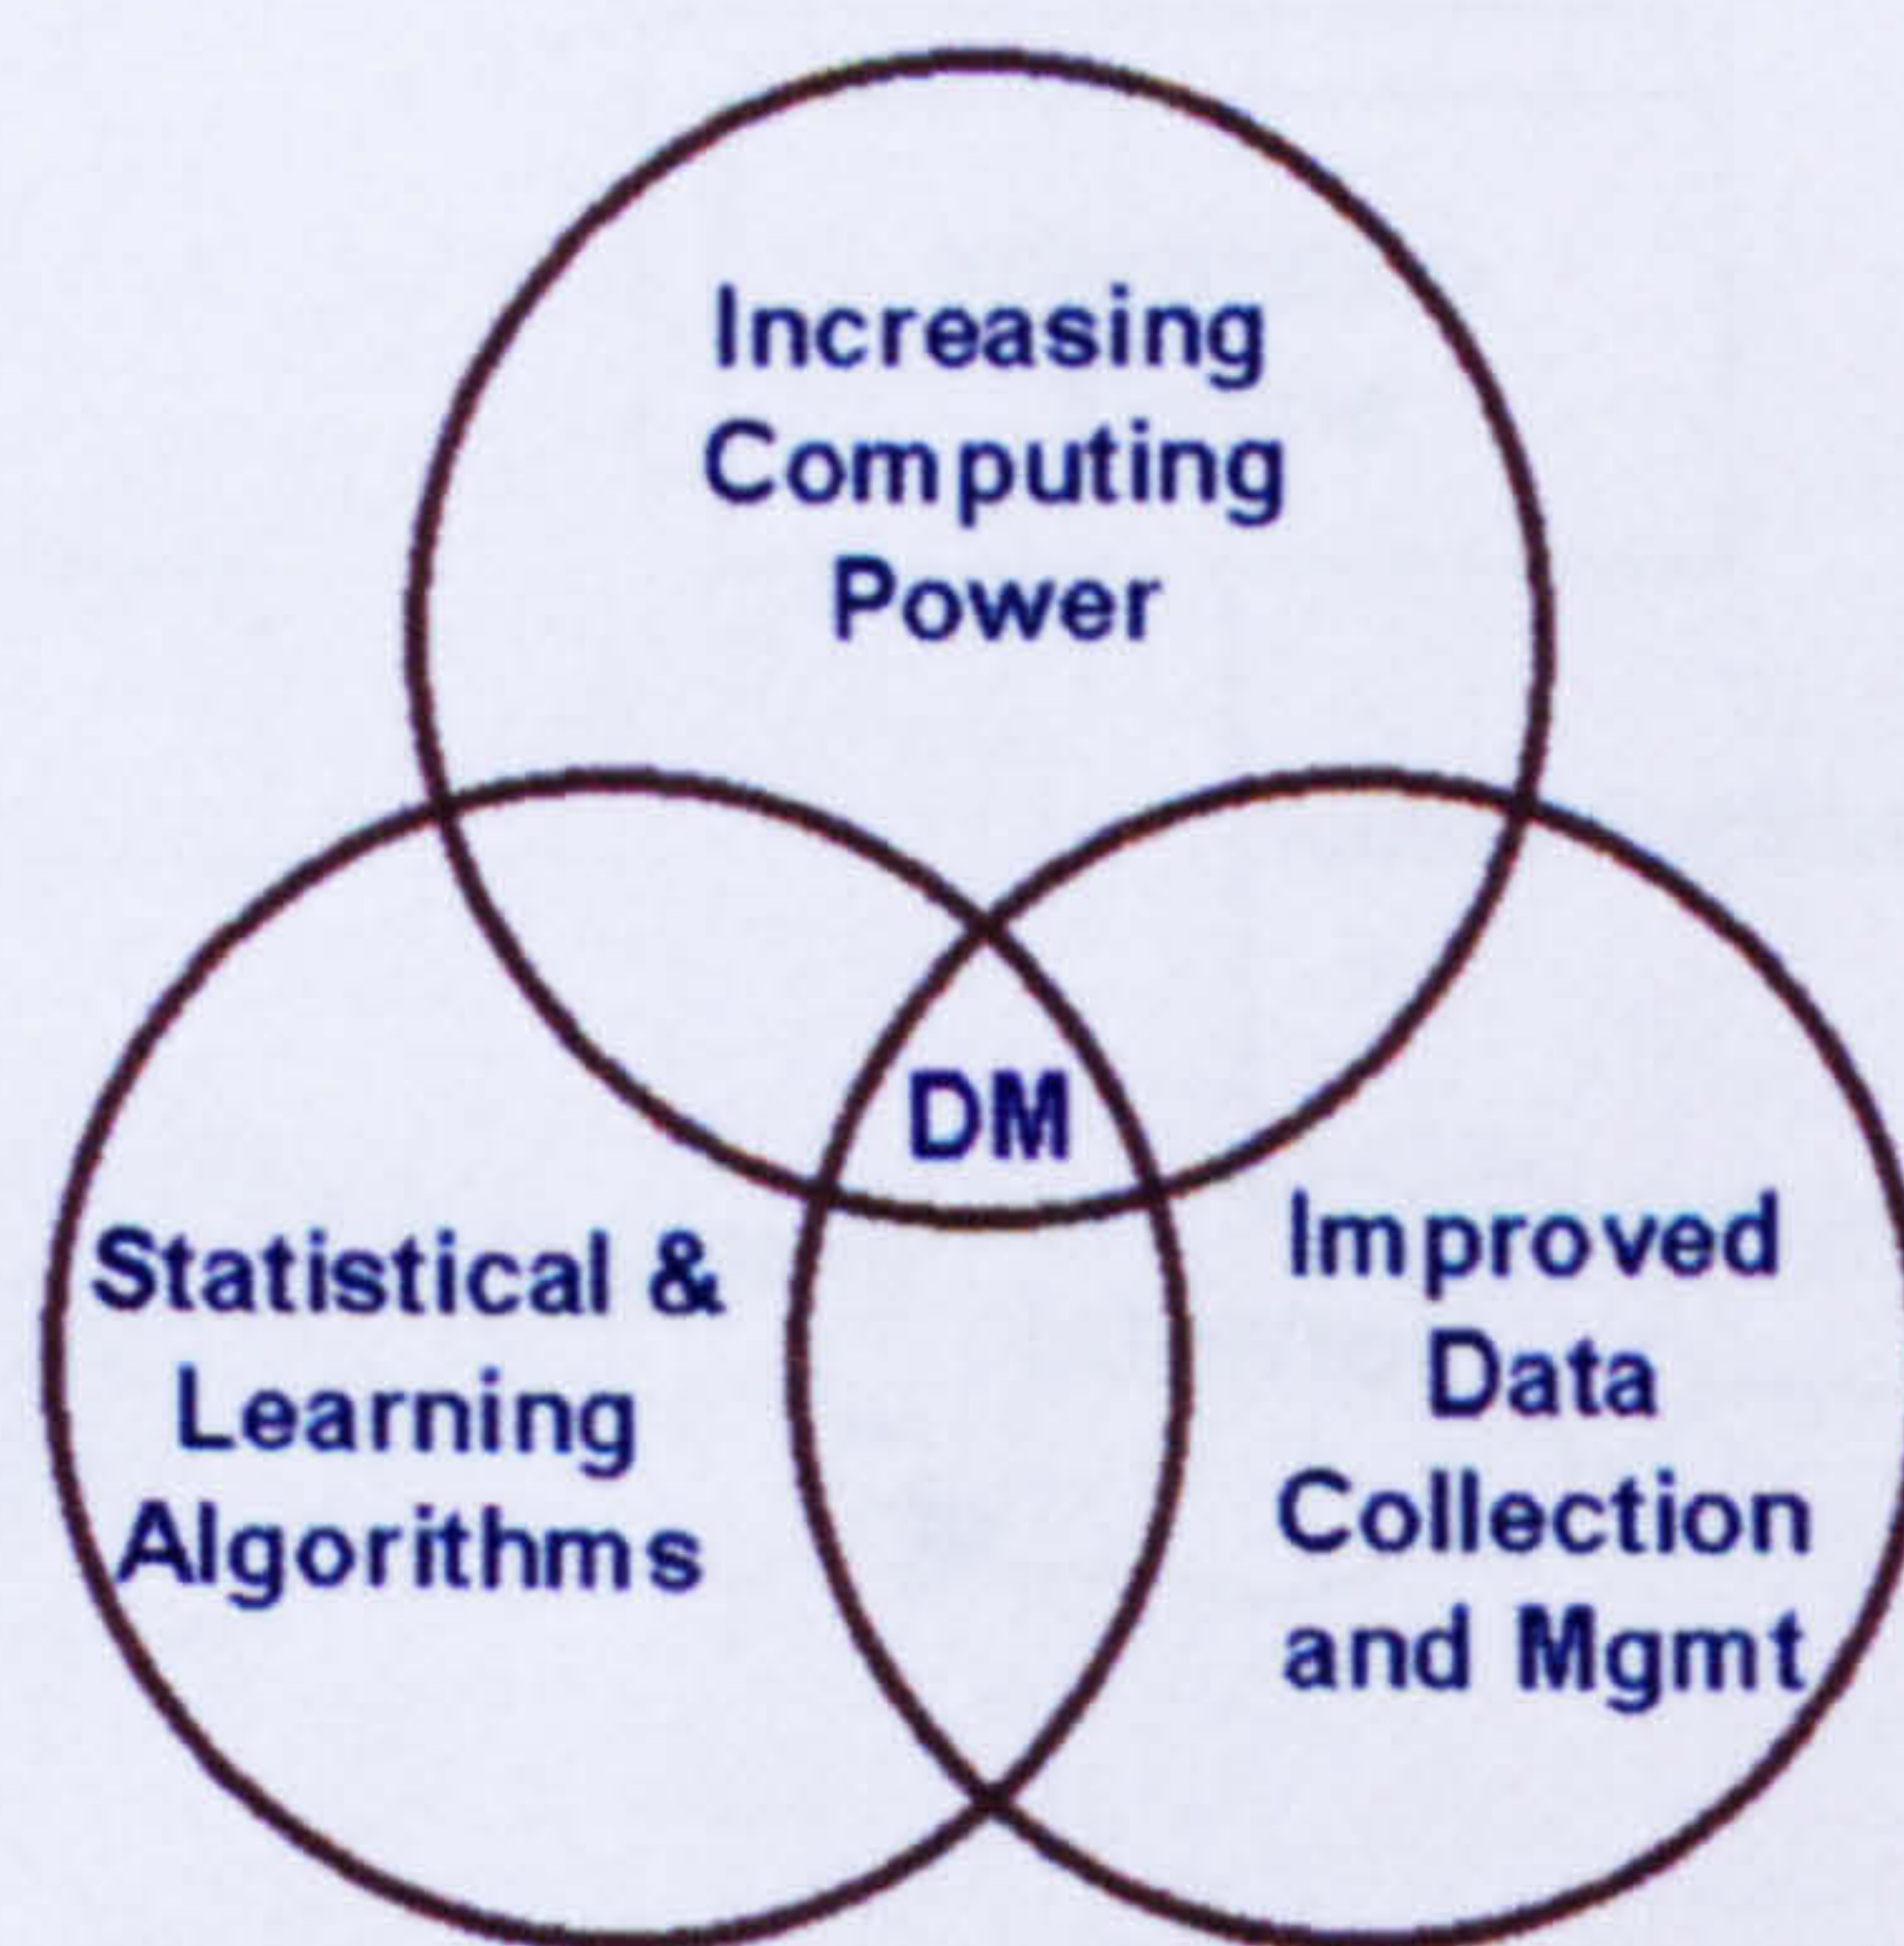 Increasing
Computing
Power
DM
Statistical &
Learning
Algorithms
Improved
Data
Collection
and Mgmt